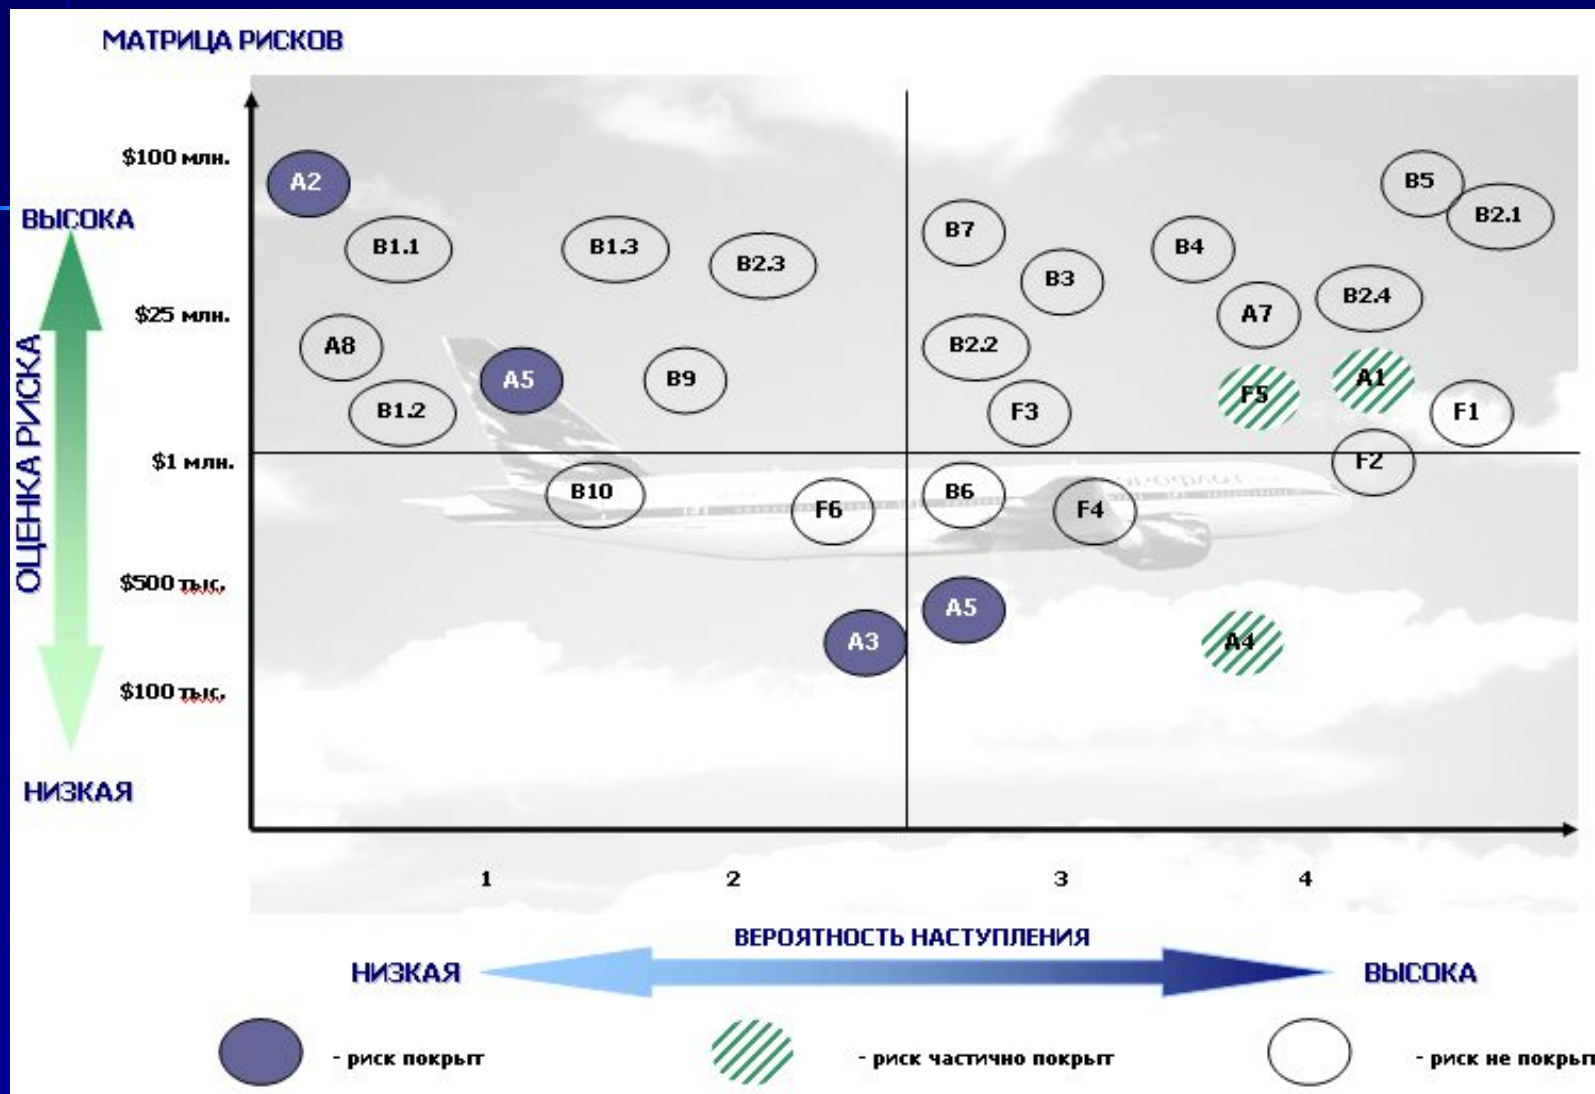 МАТРИЦА РИСКОВ
$100 млн.
ВЫСОКА
$25 млн.
ОЦЕНКА РИСКА
$1 млн.
$500 тыс.
$100 тыс.
НИЗКАЯ
A2
B5
B2.1
B1.1
B1.3
B2.3
B7
B4
B3
B2.4
A7
A8
B2.2
A5
B9
A1
F5
B1.2
F3
F1
F2
B10
F6
B6
F4
A5
A3
A4
1 2 3 4
ВЕРОЯТНОСТЬ НАСТУПЛЕНИЯ
НИЗКАЯ
ВЫСОКА
- риск покрыт
- риск частично покрыт
- риск не покрыт